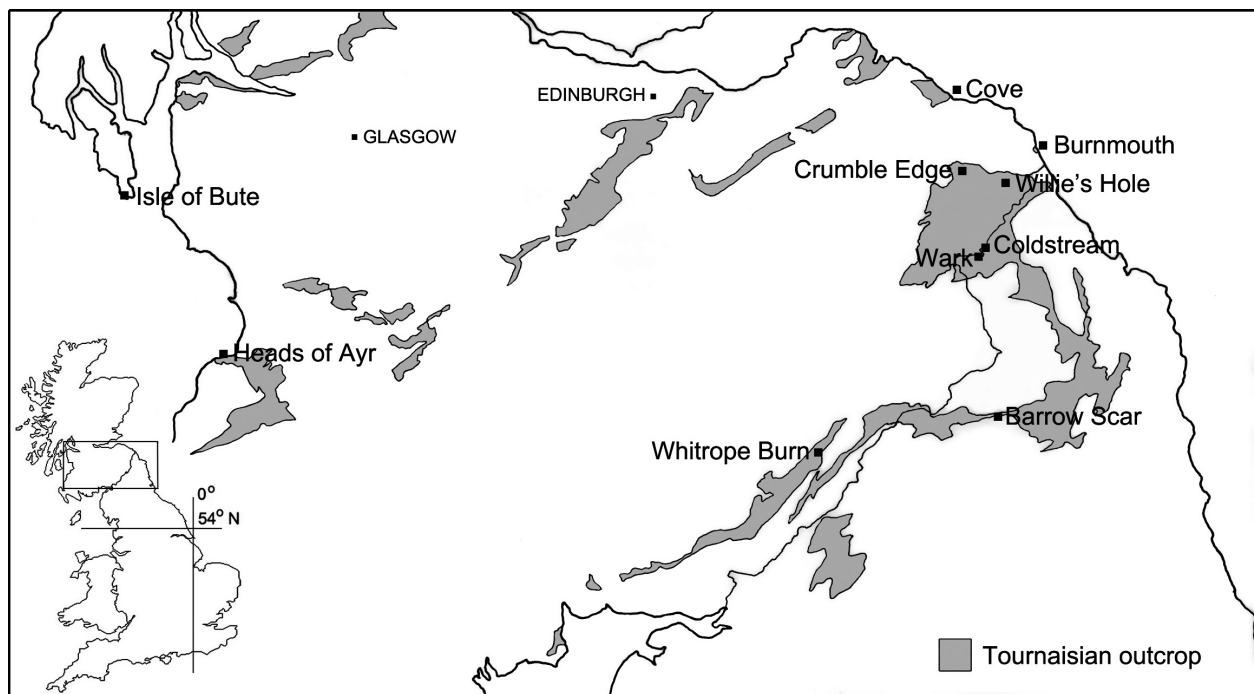 EDINBURGH
Cove
GLASGOW
Burnmouth
Crumble Edge
Willie's Hole
Isle of Bute
Coldstream
Wark
Heads of Ayr
Barrow Scar
Whitrope Burn
0°
54° N
Tournaisian outcrop